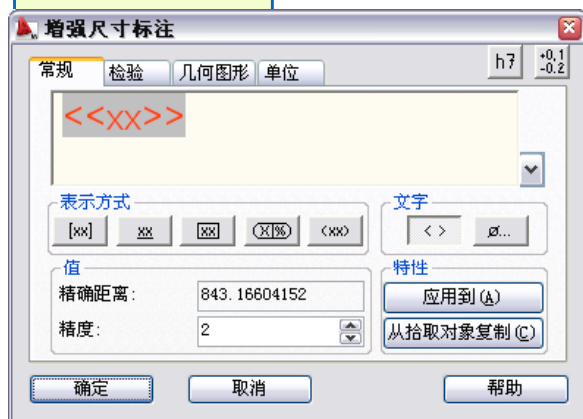 增强尺寸标注
h7 +0.1 -0.2
常规 检验 几何图形 单位
<<xx>>
表示方式 文字
[xx] xx xx (X|%) (xx) < > ø...
值 特性
精确距离: 843.16604152 应用到(A)
精度: 2 从拾取对象复制(C)
确定 取消 帮助